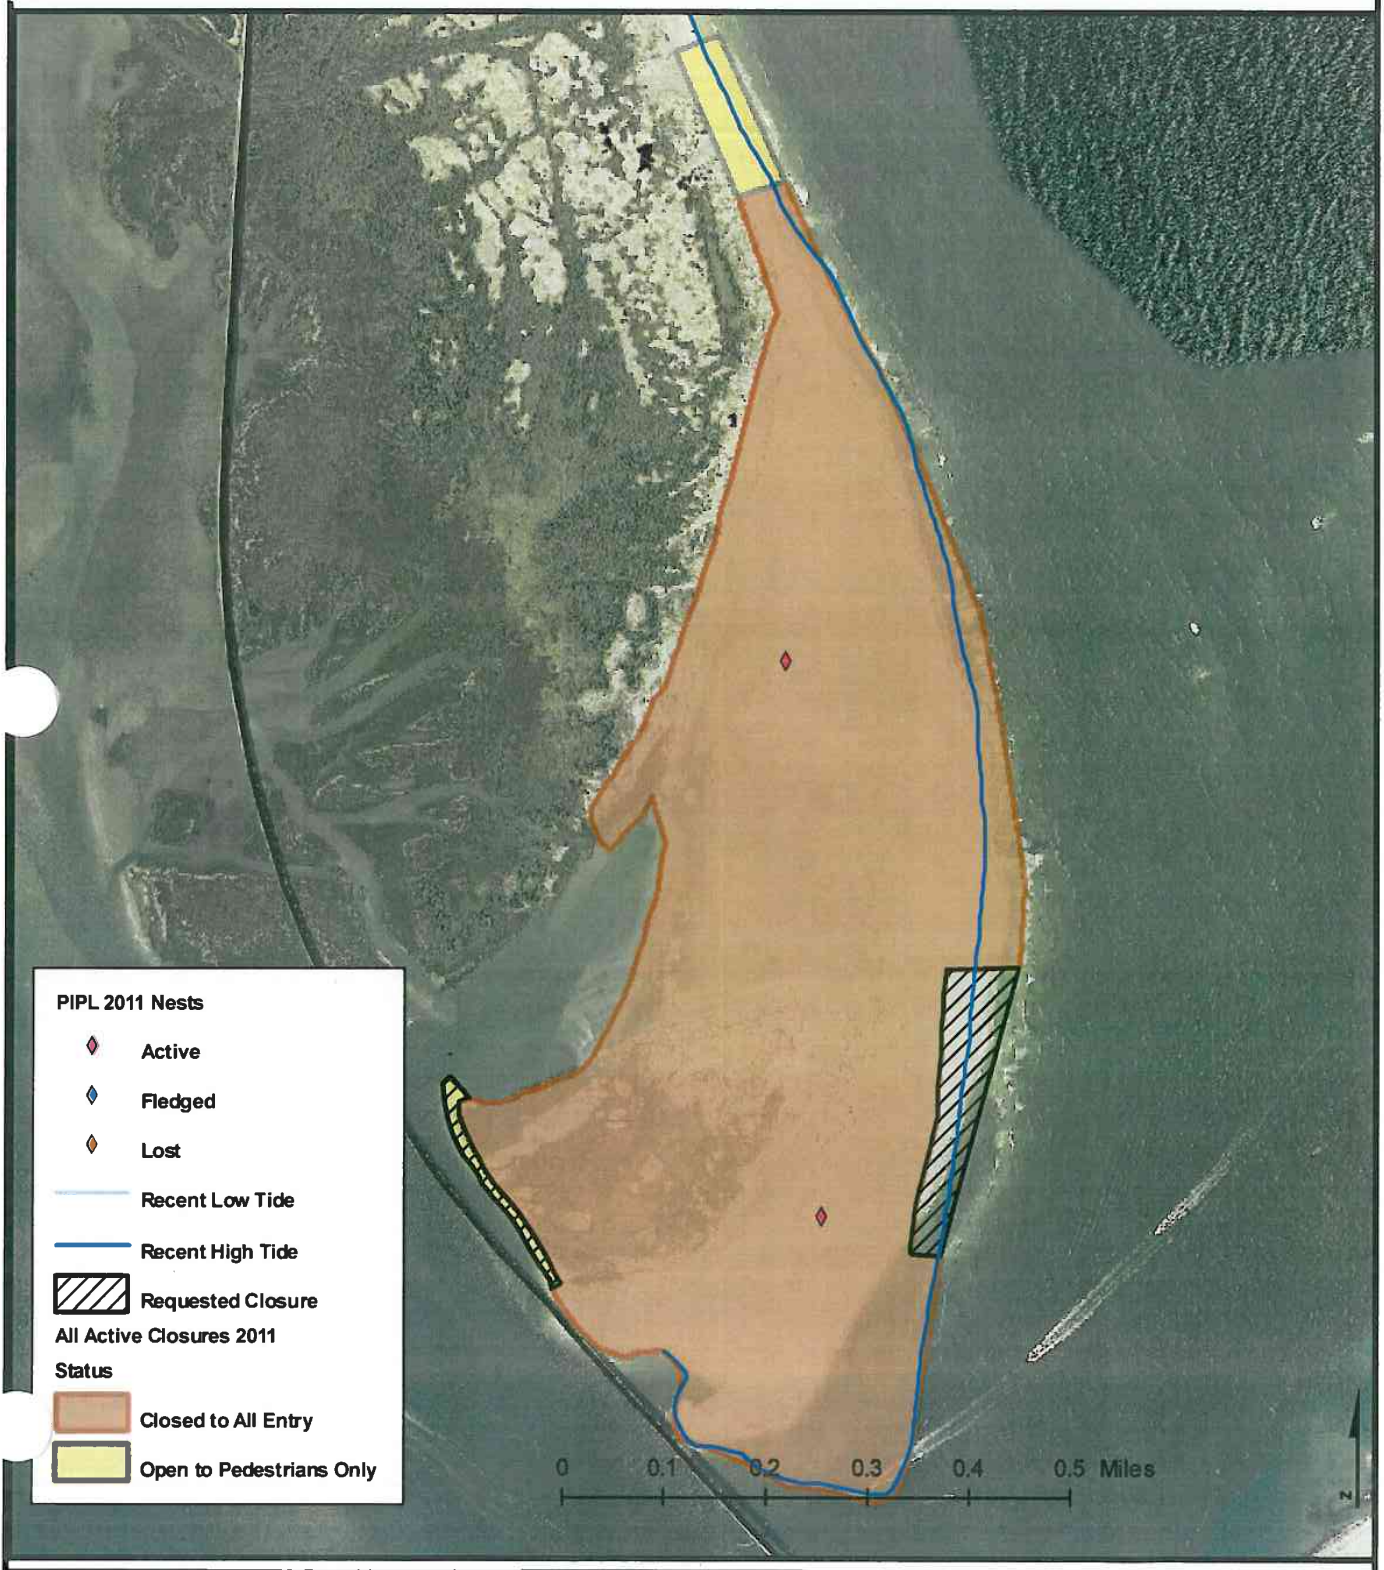 PIPL 2011 Nests
Active
Fledged
Lost
Recent Low Tide
Recent High Tide
Requested Closure
All Active Closures 2011
Status
Closed to All Entry
Open to Pedestrians Only
0 0.1 0.2 0.3 0.4 0.5 Miles
N